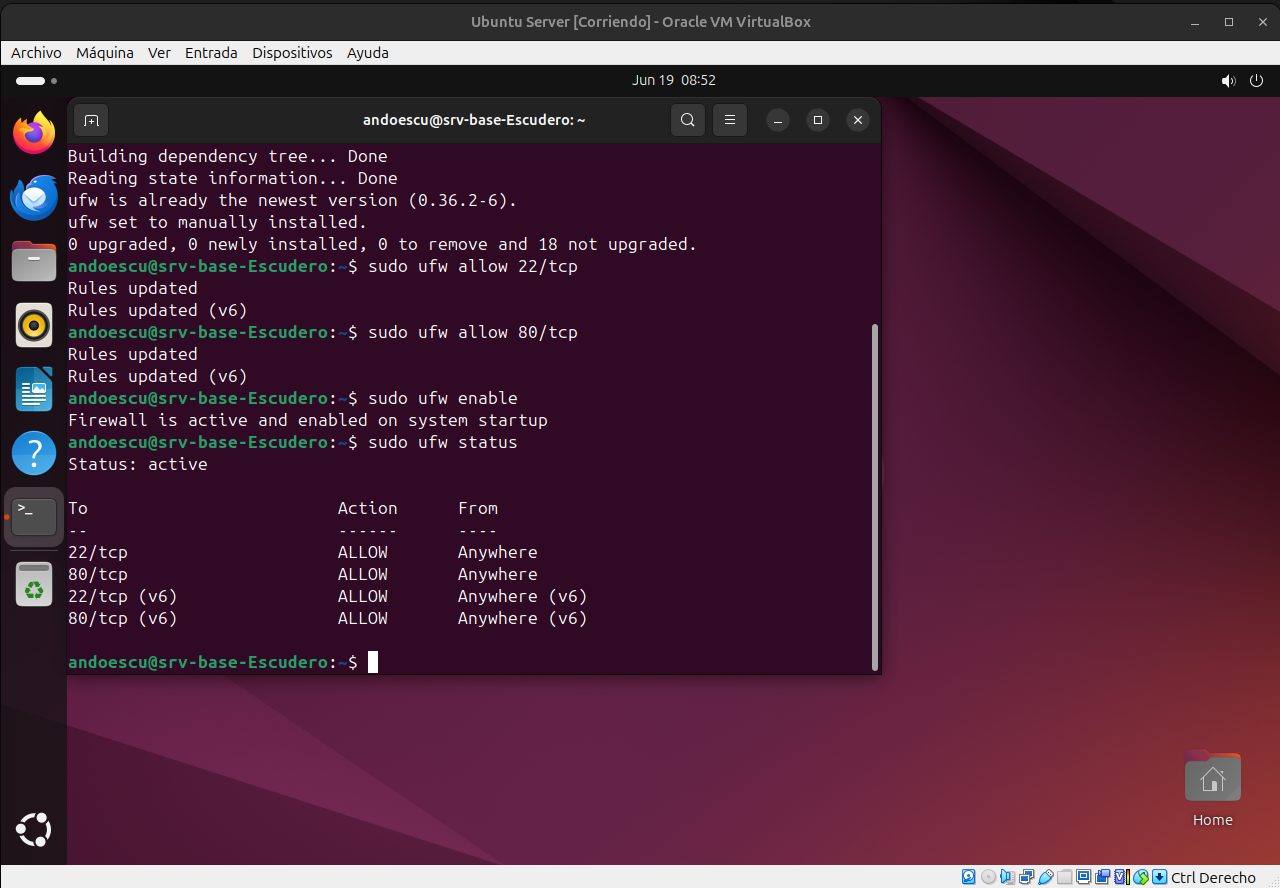 Ubuntu Server [Corriendo] - Oracle VM VirtualBox
Archivo Máquina Ver Entrada Dispositivos Ayuda
Jun 19 08:52
andoescu@srv-base-Escudero: ~
Building dependency tree... Done
Reading state information... Done
ufw is already the newest version (0.36.2-6).
ufw set to manually installed.
0 upgraded, 0 newly installed, 0 to remove and 18 not upgraded.
andoescu@srv-base-Escudero:~$ sudo ufw allow 22/tcp
Rules updated
Rules updated (v6)
andoescu@srv-base-Escudero:~$ sudo ufw allow 80/tcp
Rules updated
Rules updated (v6)
andoescu@srv-base-Escudero:~$ sudo ufw enable
Firewall is active and enabled on system startup
andoescu@srv-base-Escudero:~$ sudo ufw status
Status: active
To Action From
-- ------ ----
22/tcp ALLOW Anywhere
80/tcp ALLOW Anywhere
22/tcp (v6) ALLOW Anywhere (v6)
80/tcp (v6) ALLOW Anywhere (v6)
andoescu@srv-base-Escudero:~$
Home
Ctrl Derecho